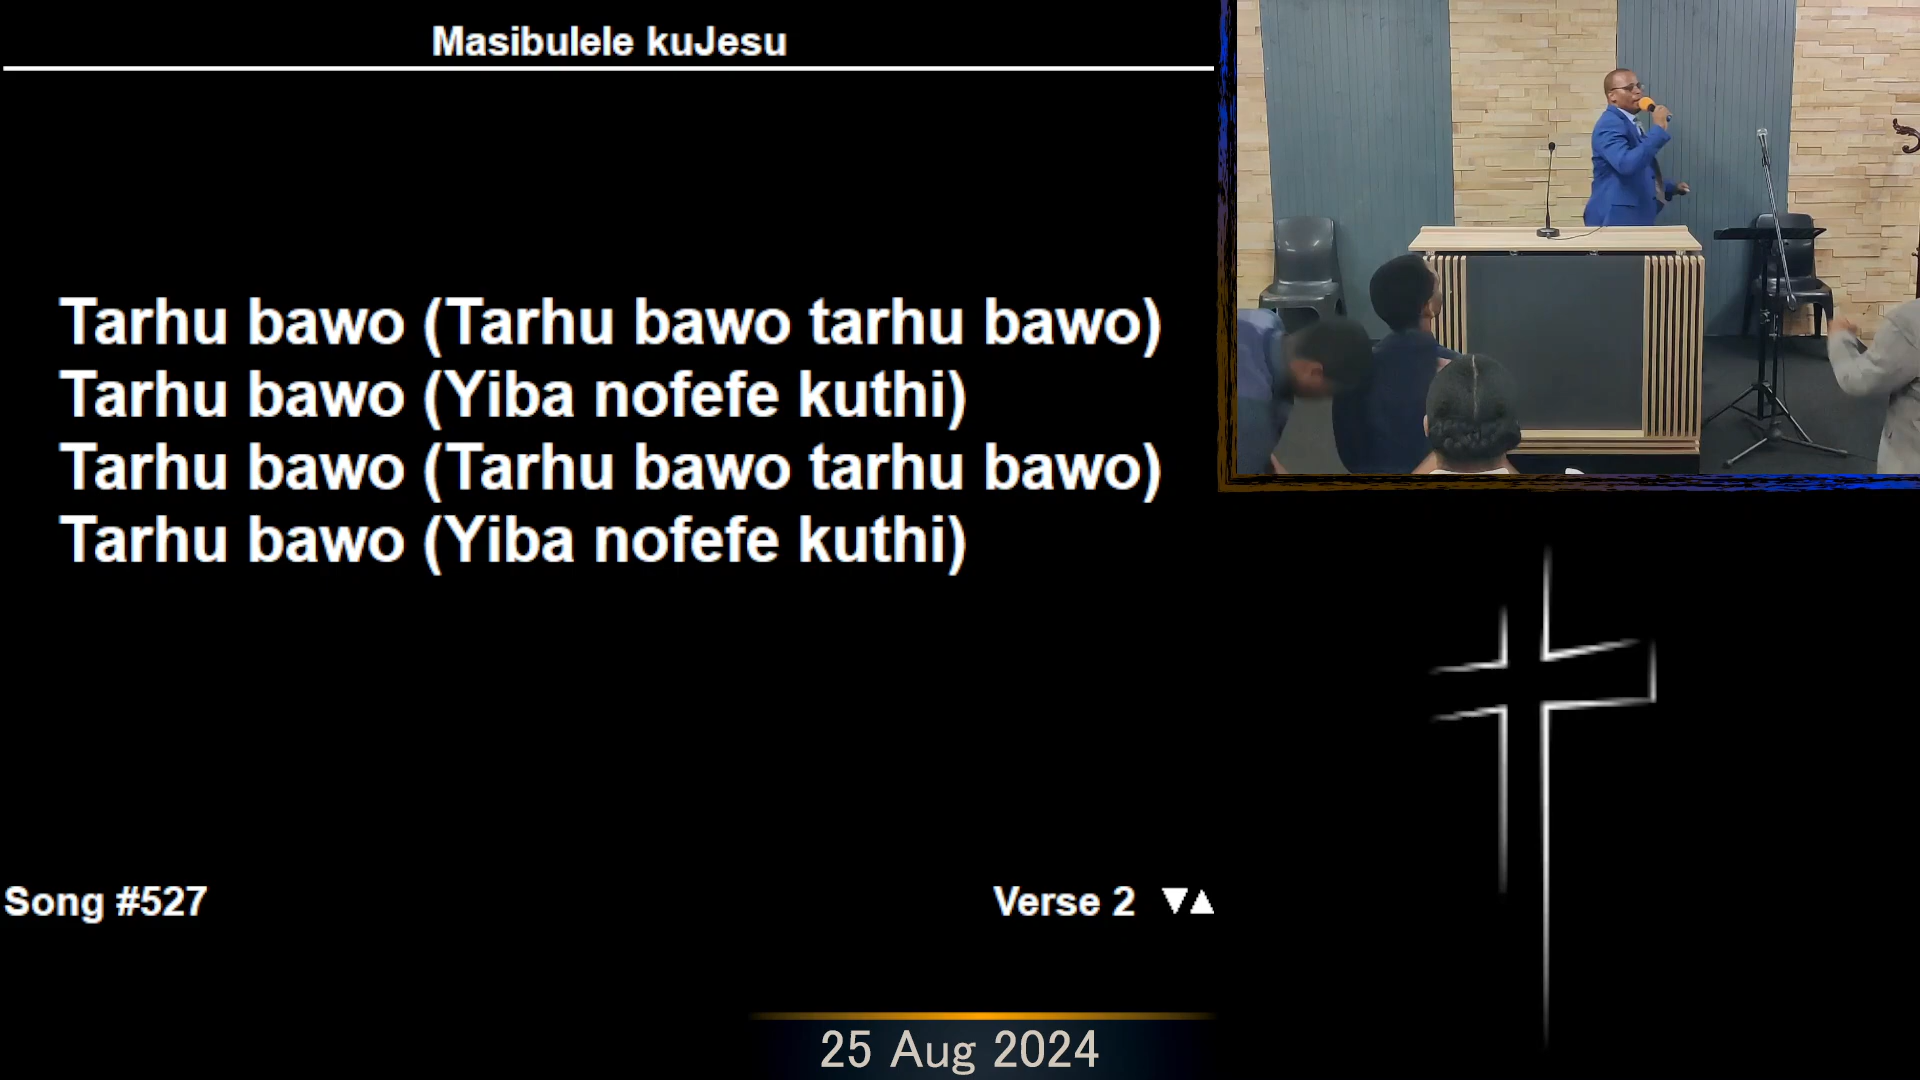 Masibulele kuJesu
Tarhu bawo (Tarhu bawo tarhu bawo)
Tarhu bawo (Yiba nofefe kuthi)
Tarhu bawo (Tarhu bawo tarhu bawo)
Tarhu bawo (Yiba nofefe kuthi)
Song #527
Verse 2 ▼▲
25 Aug 2024